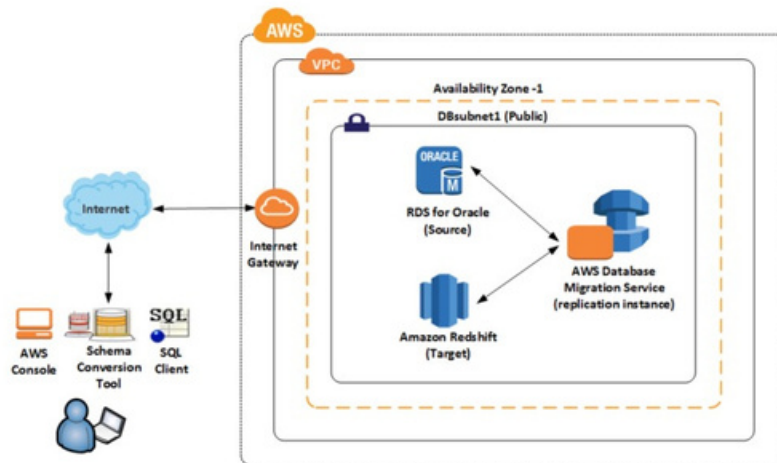 AWS
VPC
Availability Zone -1
DBsubnet1 (Public)
ORACLE
M
RDS for Oracle
(Source)
Internet
Internet
Gateway
AWS Database
Migration Service
(replication instance)
Amazon Redshift
(Target)
SQL
AWS
Console
Schema
Conversion
Tool
SQL
Client